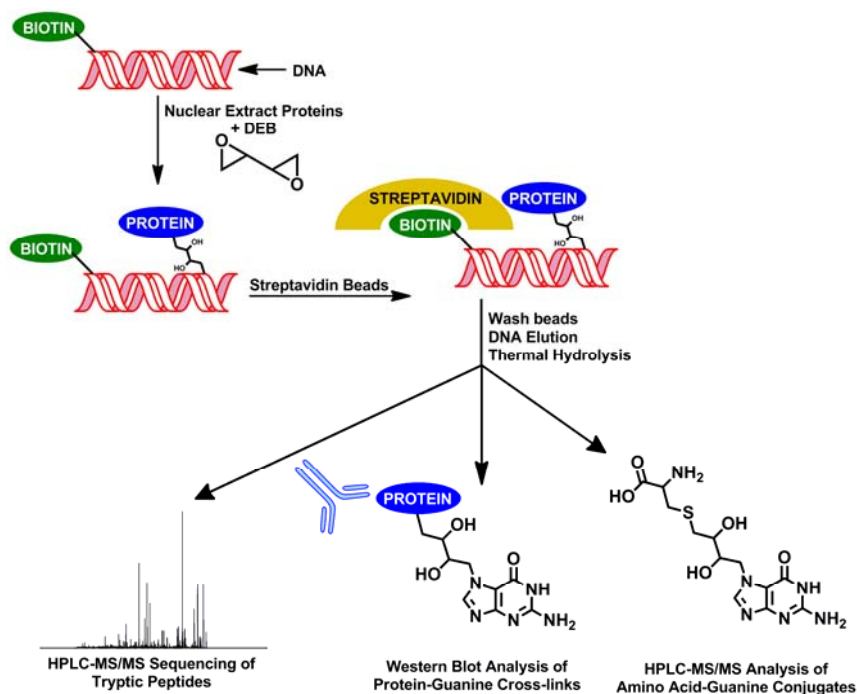 BIOTIN
DNA
Nuclear Extract Proteins
+ DEB
O
O
PROTEIN
OH
HO
BIOTIN
Streptavidin Beads
STREPTAVIDIN
PROTEIN
BIOTIN
OH
HO
Wash beads
DNA Elution
Thermal Hydrolysis
PROTEIN
OH
HO
O
N
NH
N
N
NH2
O
NH2
HO
S
OH
HO
O
N
NH
N
N
NH2
HPLC-MS/MS Sequencing of
Tryptic Peptides
Western Blot Analysis of
Protein-Guanine Cross-links
HPLC-MS/MS Analysis of
Amino Acid-Guanine Conjugates